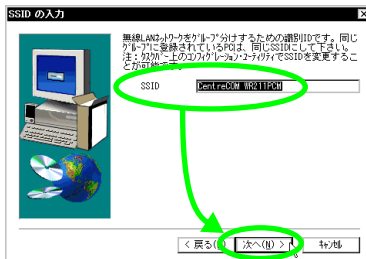 SSID の入力
無線LANネットワークをグループ分けするための識別IDです。同じ
グループに登録されているPCは、同じSSIDにして下さい。
注：タスクバー上のコンフィグレーション・ユーティリティでSSIDを変更するこ
とが可能です。
SSID
CentreCOM WR211PCM
< 戻る(
次へ(N) >
キャンセル